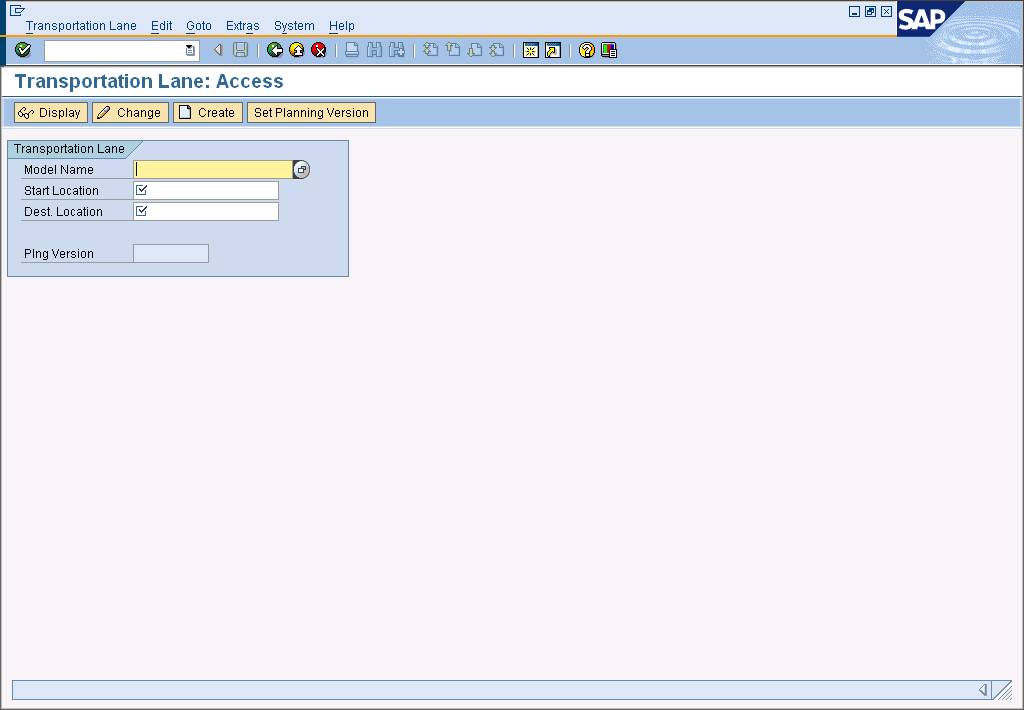 Transportation Lane Edit Goto Extras System Help
SAP
Transportation Lane: Access
Display Change Create Set Planning Version
Transportation Lane
Model Name
Start Location
Dest. Location
Plng Version